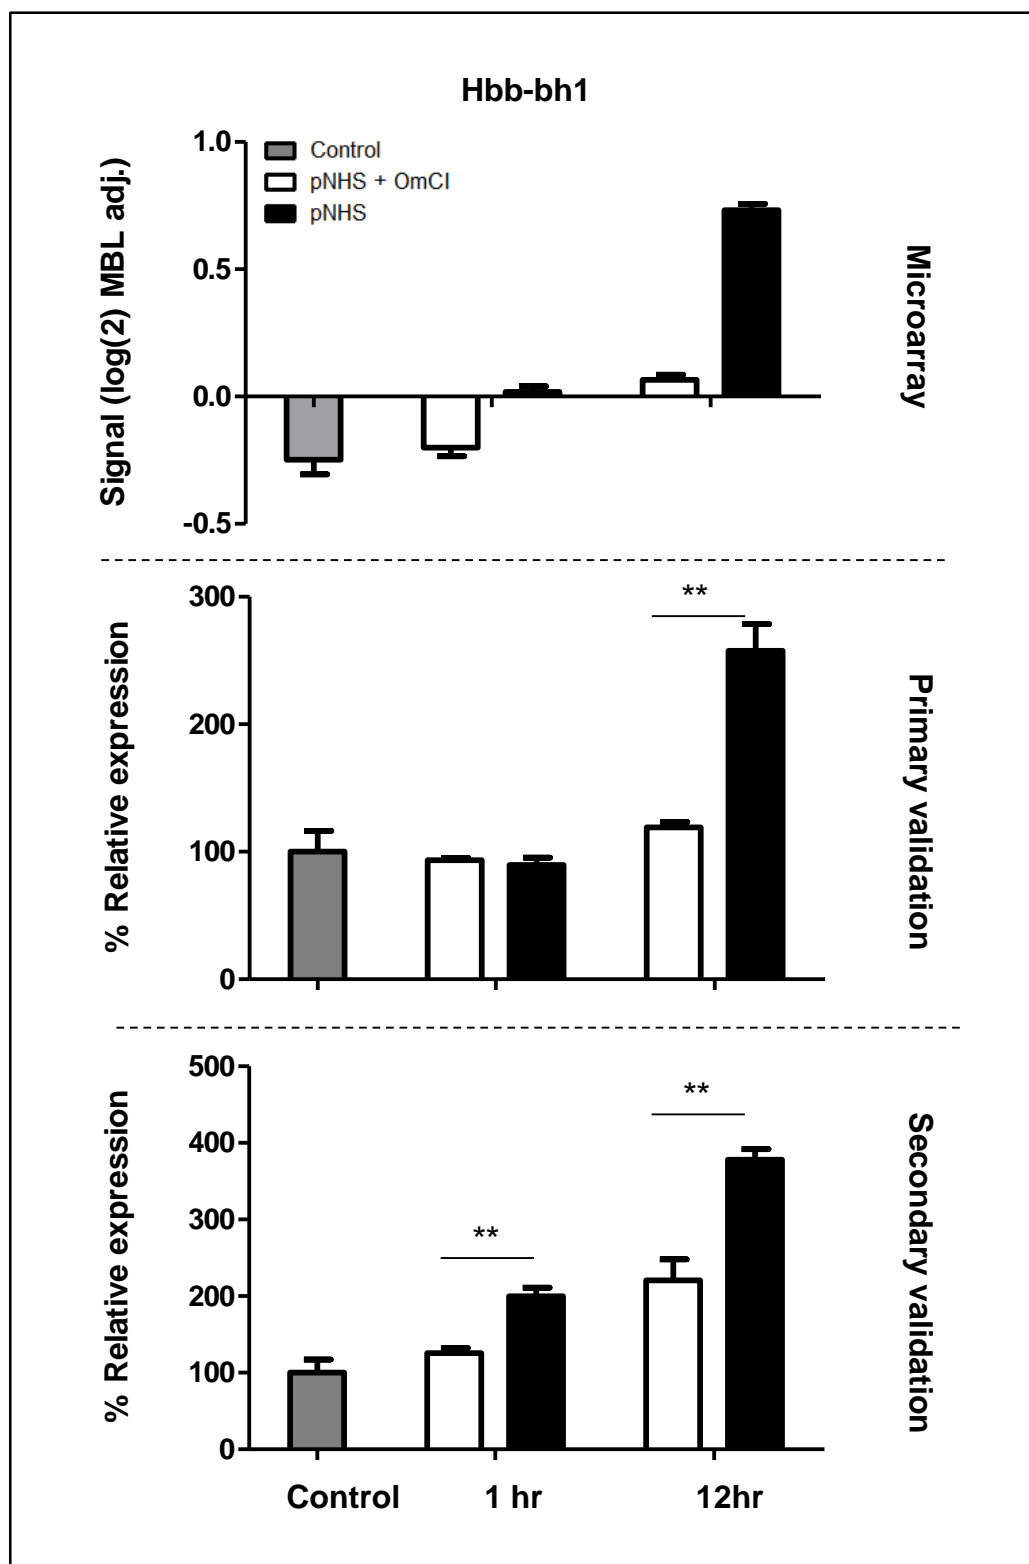 Hbb-bh1
Signal (log(2) MBL adj.)
1.0
0.5
0.0
-0.5
Control
pNHS + OmCI
pNHS
Microarray
% Relative expression
300
200
100
0
**
Primary validation
% Relative expression
500
400
300
200
100
0
**
**
Secondary validation
Control
1 hr
12hr